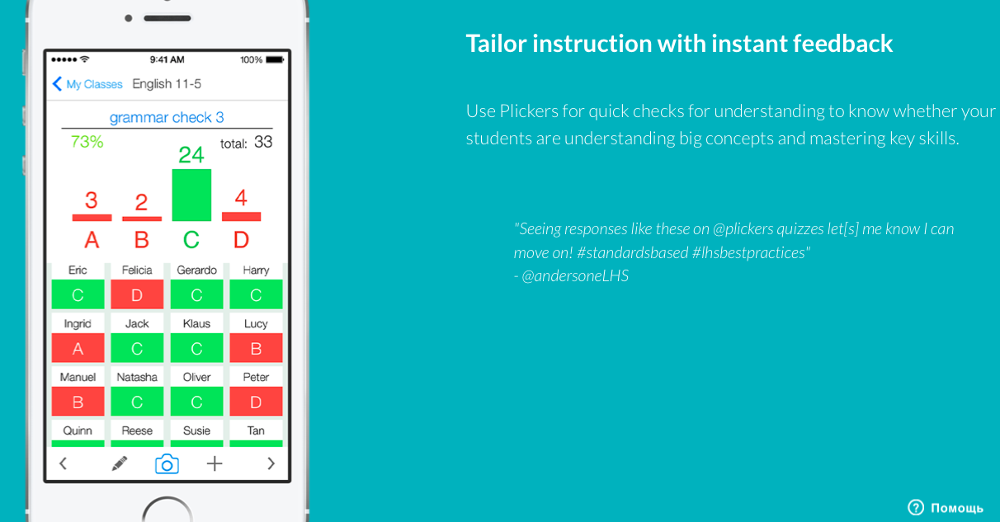 9:41 AM
100%
My Classes English 11-5
grammar check 3
73%
total: 33
24
3
2
4
A B C D
Eric Felicia Gerardo Harry
C D C C
Ingrid Jack Klaus Lucy
A C C B
Manuel Natasha Oliver Peter
B C C D
Quinn Reese Susie Tan
Tailor instruction with instant feedback
Use Plickers for quick checks for understanding to know whether your
students are understanding big concepts and mastering key skills.
"Seeing responses like these on @plickers quizzes let[s] me know I can
move on! #standardsbased #lhsbestpractices"
- @andersoneLHS
? Помощь